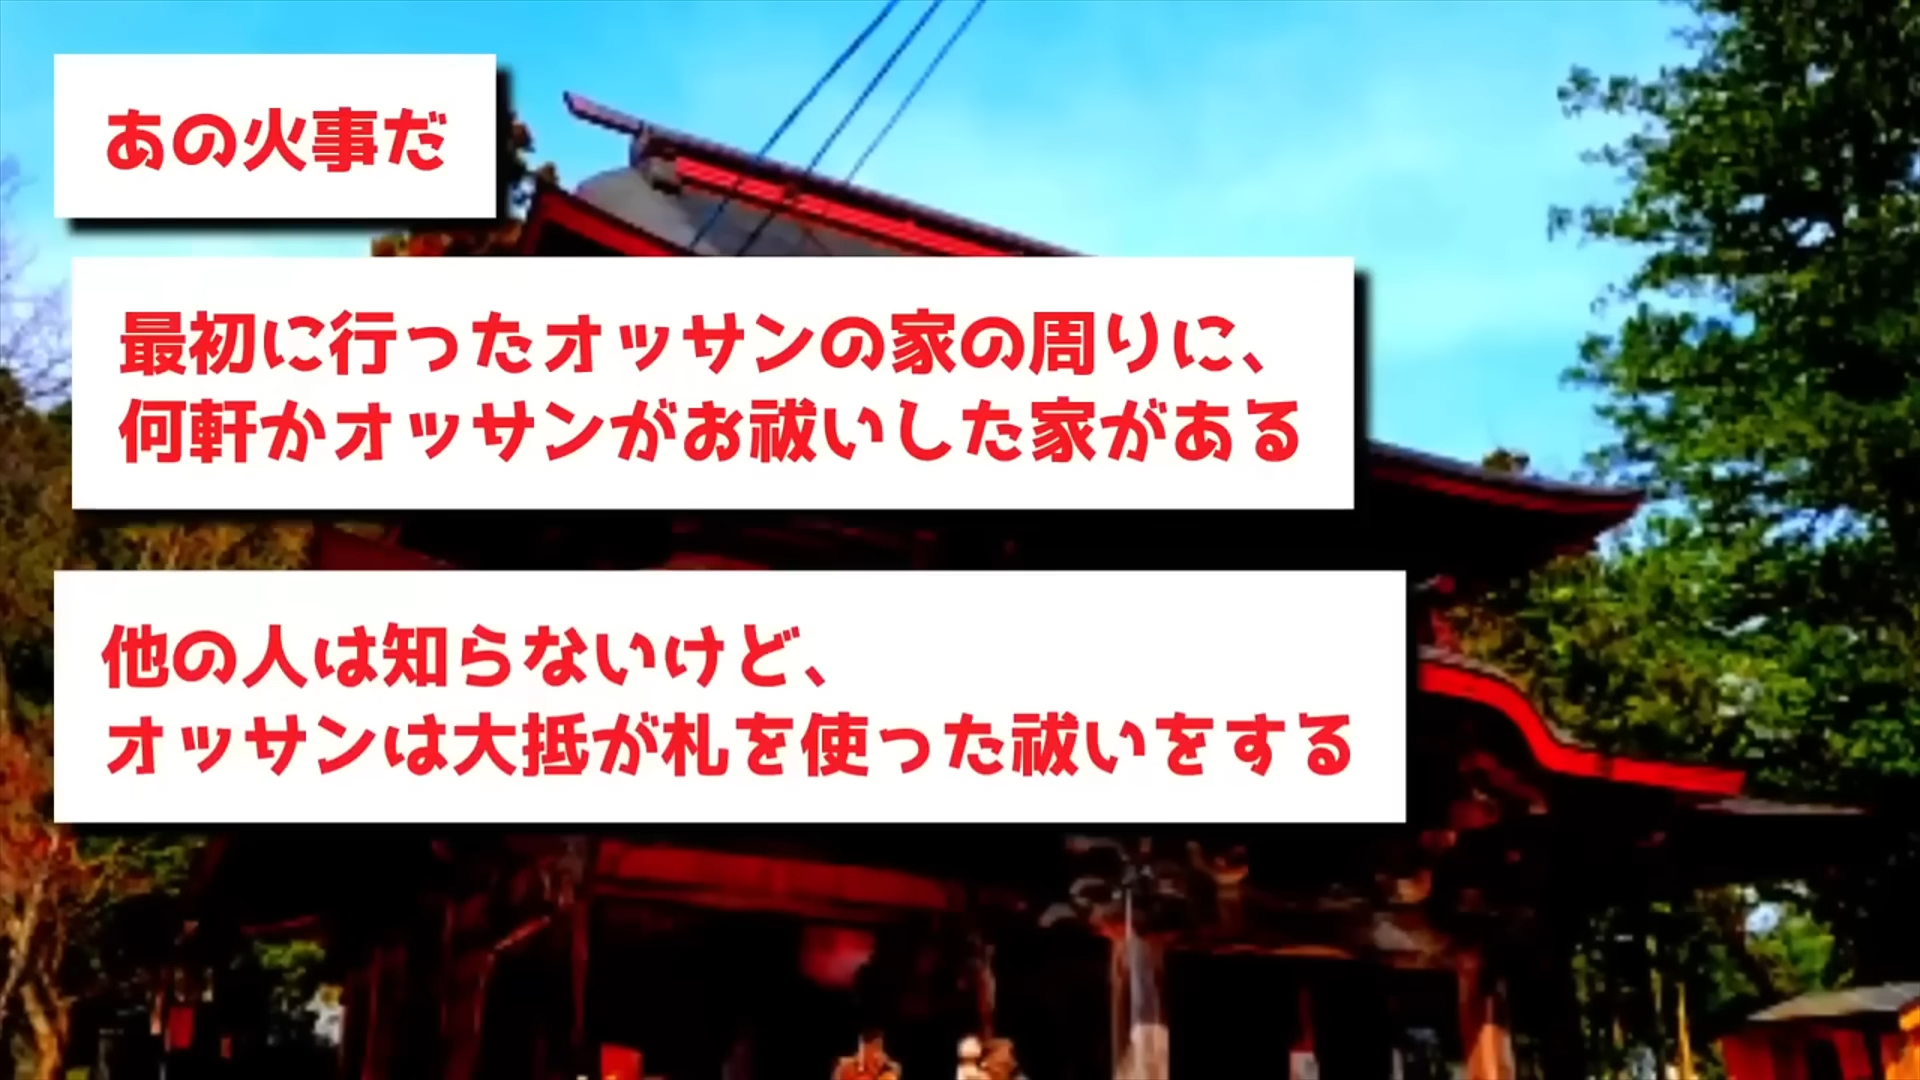 あの火事だ
最初に行ったオッサンの家の周りに、
何軒かオッサンがお祓いした家がある
他の人は知らないけど、
オッサンは大抵が札を使った祓いをする